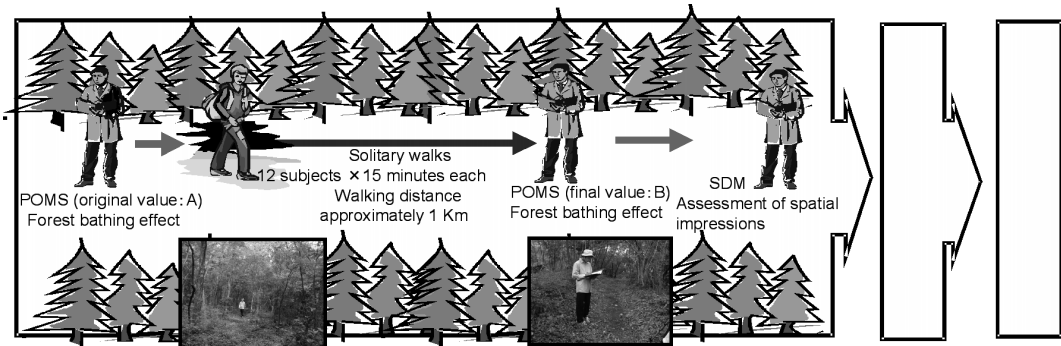 POMS (original value:A)
Forest bathing effect
Solitary walks
12 subjects ×15 minutes each
Walking distance
approximately 1 Km
POMS (final value:B)
Forest bathing effect
SDM
Assessment of spatial
impressions